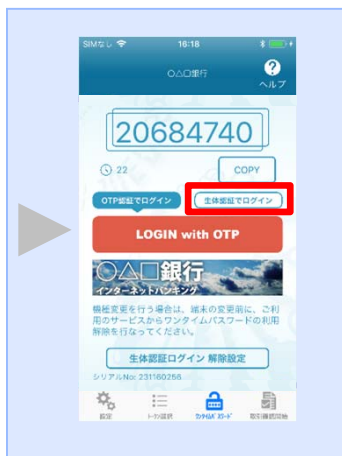 SIMなし 16:18
○△□銀行
?
ヘルプ
20684740
22
COPY
OTP認証でログイン
生体認証でログイン
LOGIN with OTP
○△□銀行
インターネットバンキング
機種変更を行う場合は、端末の変更前に、ご利
用のサービスからワンタイムパスワードの利用
解除を行なってください。
生体認証ログイン 解除設定
シリアルNo: 231160256
設定
トークン選択
ワンタイムパスワード
取引認証開始